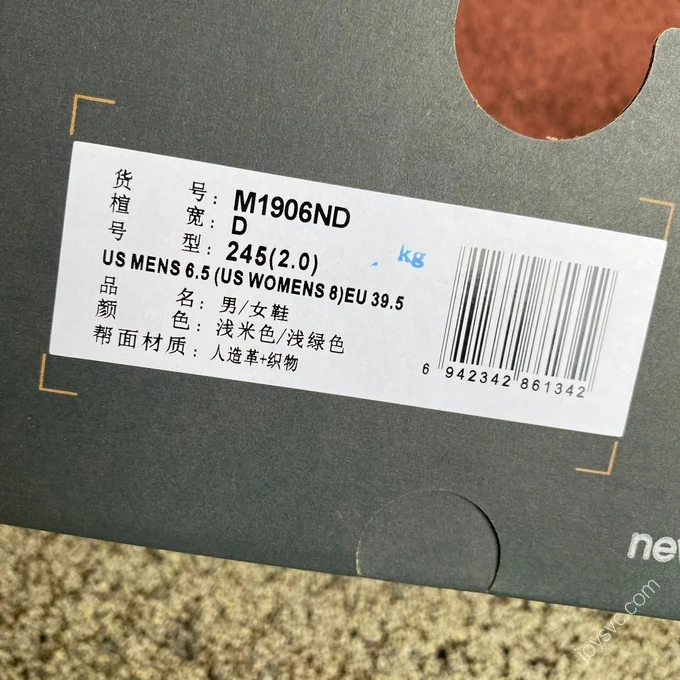 货 号: M1906ND
楦 宽: D
号 型: 245(2.0)
kg
US MENS 6.5 (US WOMENS 8)EU 39.5
品 名: 男/女鞋
颜 色: 浅米色/浅绿色
帮面材质: 人造革+织物
6 942342 861342
new
joysvc.com